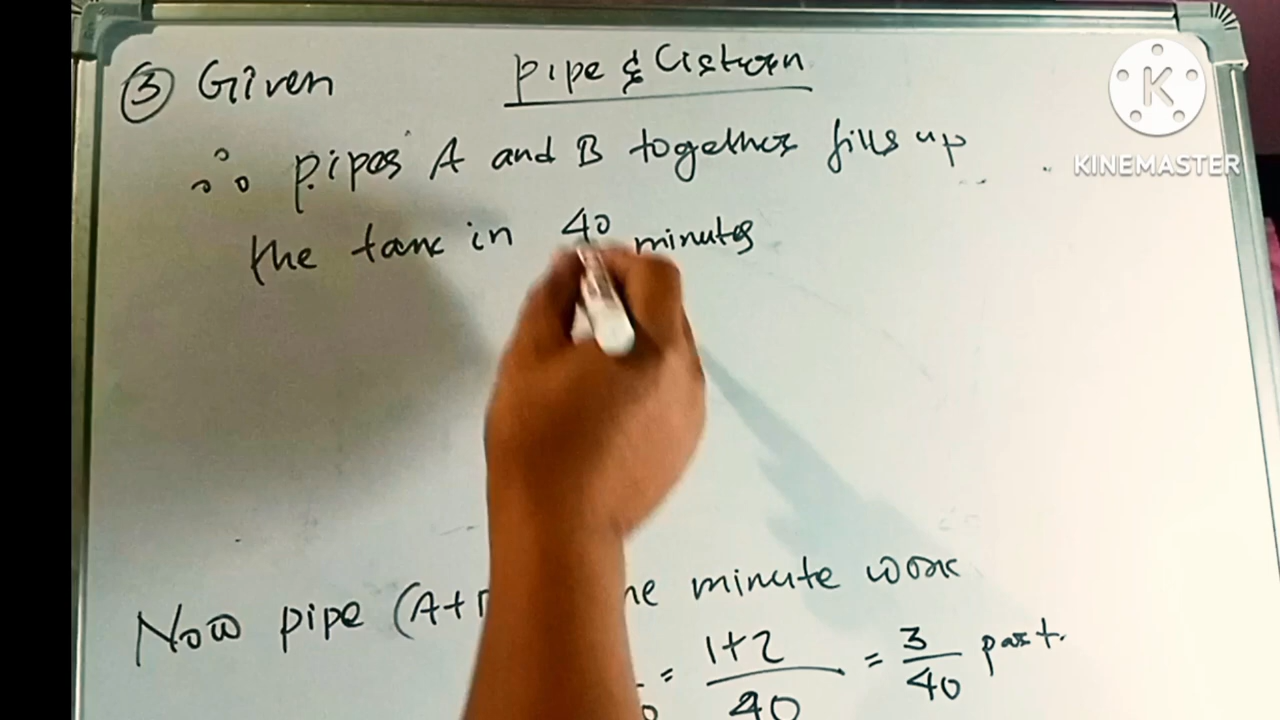 ③ Given
Pipe & Cistern
K
KINEMASTER
∴ pipes A and B together fills up
the tank in 40 minutes
Now pipe (A+ ne minute work
= 1+2/40 = 3/40 part.